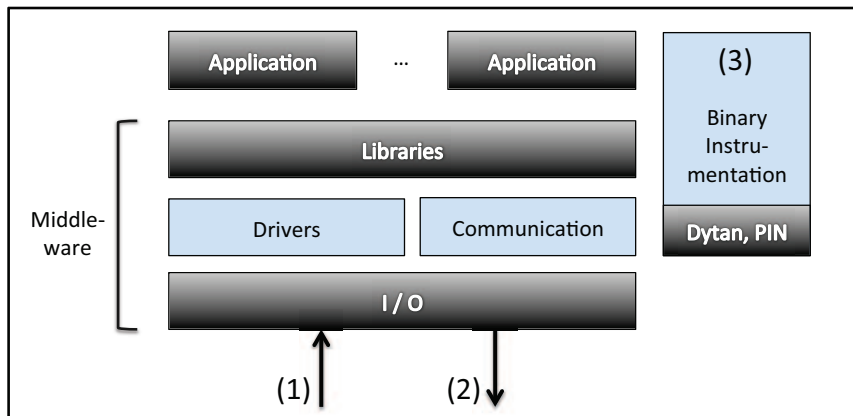 Application
...
Application
(3)
Binary
Instru-
mentation
Dytan, PIN
Middle-
ware
Libraries
Drivers
Communication
I / O
(1)
(2)